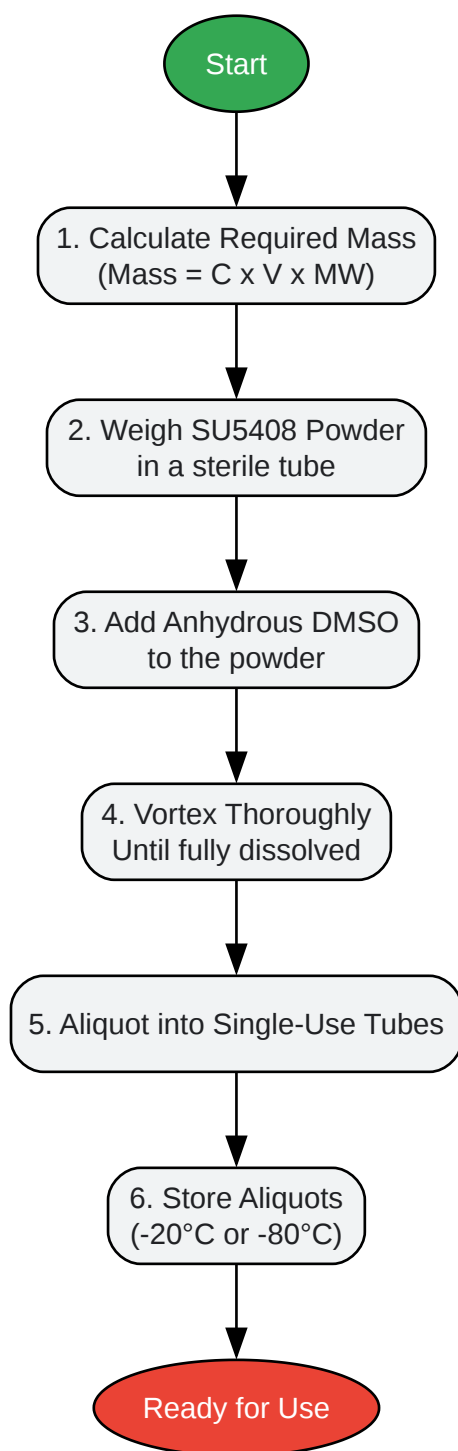 Start
1. Calculate Required Mass
(Mass = C x V x MW)
2. Weigh SU5408 Powder
in a sterile tube
3. Add Anhydrous DMSO
to the powder
4. Vortex Thoroughly
Until fully dissolved
5. Aliquot into Single-Use Tubes
6. Store Aliquots
(-20°C or -80°C)
Ready for Use